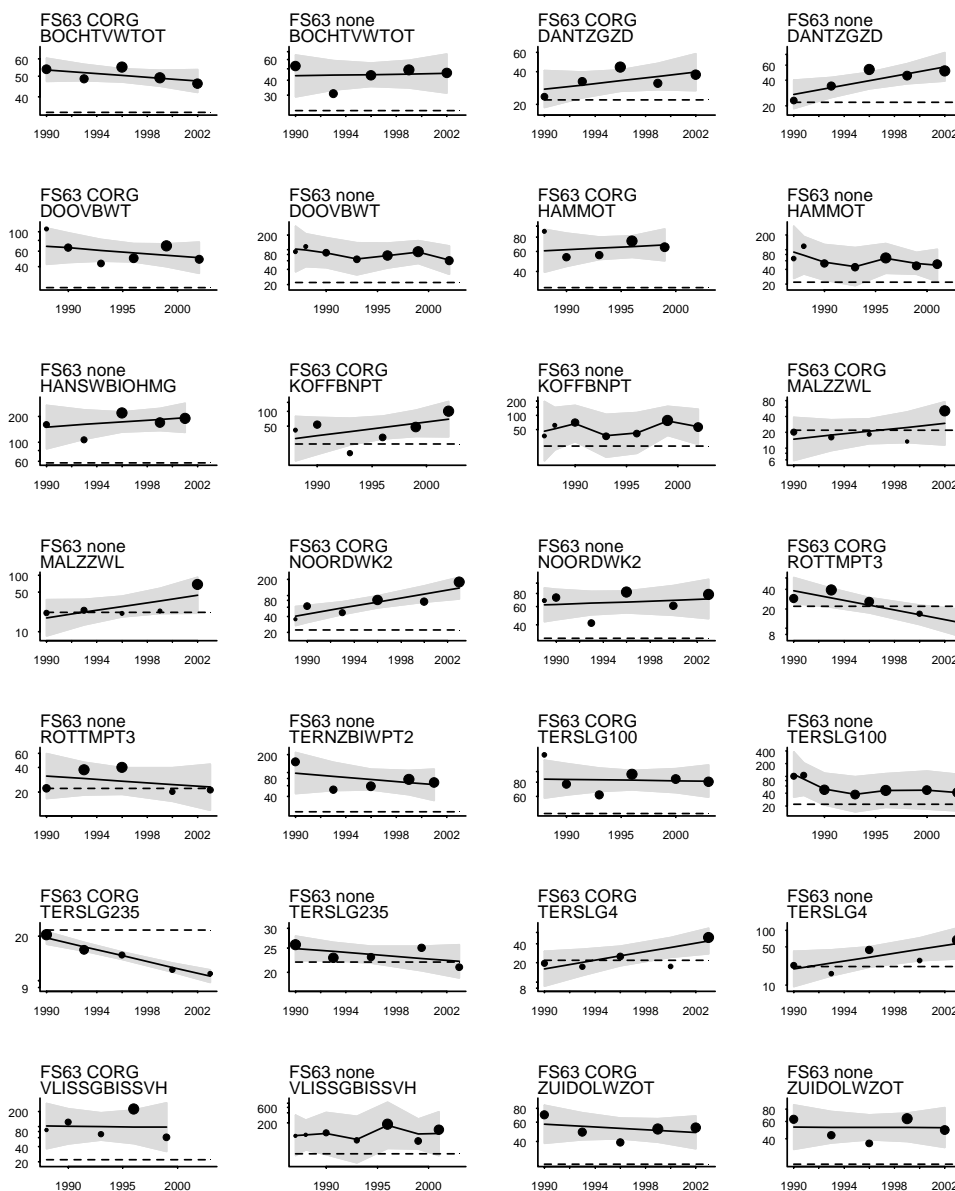 FS63 CORG
BOCHTVWTOT
60
50
40
1990 1994 1998 2002
FS63 none
BOCHTVWTOT
60
40
30
1990 1994 1998 2002
FS63 CORG
DANTZGZD
60
40
20
1990 1994 1998 2002
FS63 none
DANTZGZD
60
40
20
1990 1994 1998 2002
FS63 CORG
DOOVBWT
100
60
40
1990 1995 2000
FS63 none
DOOVBWT
200
80
40
20
1990 1995 2000
FS63 CORG
HAMMOT
80
60
40
1990 1995 2000
FS63 none
HAMMOT
200
80
40
20
1990 1995 2000
FS63 none
HANSWBIOHMG
200
100
60
1990 1994 1998 2002
FS63 CORG
KOFFBNPT
100
50
1990 1995 2000
FS63 none
KOFFBNPT
200
100
50
1990 1995 2000
FS63 CORG
MALZZWL
80
40
20
10
6
1990 1994 1998 2002
FS63 none
MALZZWL
100
50
10
1990 1994 1998 2002
FS63 CORG
NOORDWK2
200
80
40
20
1990 1995 2000
FS63 none
NOORDWK2
80
60
40
1990 1995 2000
FS63 CORG
ROTTMPT3
40
20
8
1990 1994 1998 2002
FS63 none
ROTTMPT3
60
40
20
1990 1994 1998 2002
FS63 none
TERNZBIWPT2
200
80
40
1990 1994 1998 2002
FS63 CORG
TERSLG100
80
60
1990 1995 2000
FS63 none
TERSLG100
400
200
80
40
20
1990 1995 2000
FS63 CORG
TERSLG235
20
9
1990 1994 1998 2002
FS63 none
TERSLG235
30
25
20
1990 1994 1998 2002
FS63 CORG
TERSLG4
40
20
8
1990 1994 1998 2002
FS63 none
TERSLG4
100
50
10
1990 1994 1998 2002
FS63 CORG
VLISSGBISSVH
200
80
40
20
1990 1995 2000
FS63 none
VLISSGBISSVH
600
200
1990 1995 2000
FS63 CORG
ZUIDOLWZOT
80
60
40
1990 1994 1998 2002
FS63 none
ZUIDOLWZOT
80
60
40
1990 1994 1998 2002